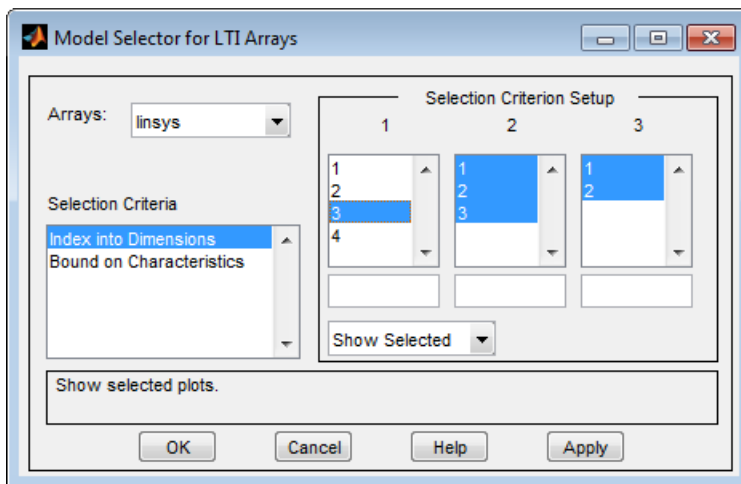 Model Selector for LTI Arrays
Arrays:
linsys
Selection Criteria
Index into Dimensions
Bound on Characteristics
Selection Criterion Setup
1 2 3
1 1 1
2 2 2
3 3
4
Show Selected
Show selected plots.
OK Cancel Help Apply